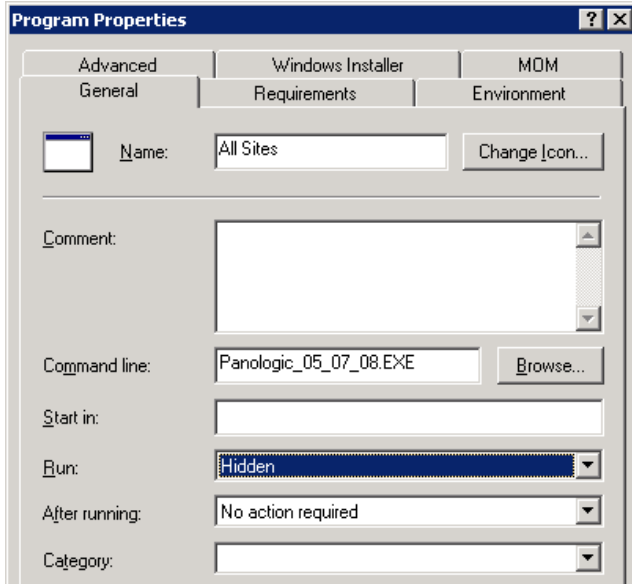 Program Properties
Advanced Windows Installer MOM
General Requirements Environment
Name: All Sites Change Icon...
Comment:
Command line: Panologic_05_07_08.EXE Browse...
Start in:
Run: Hidden
After running: No action required
Category: